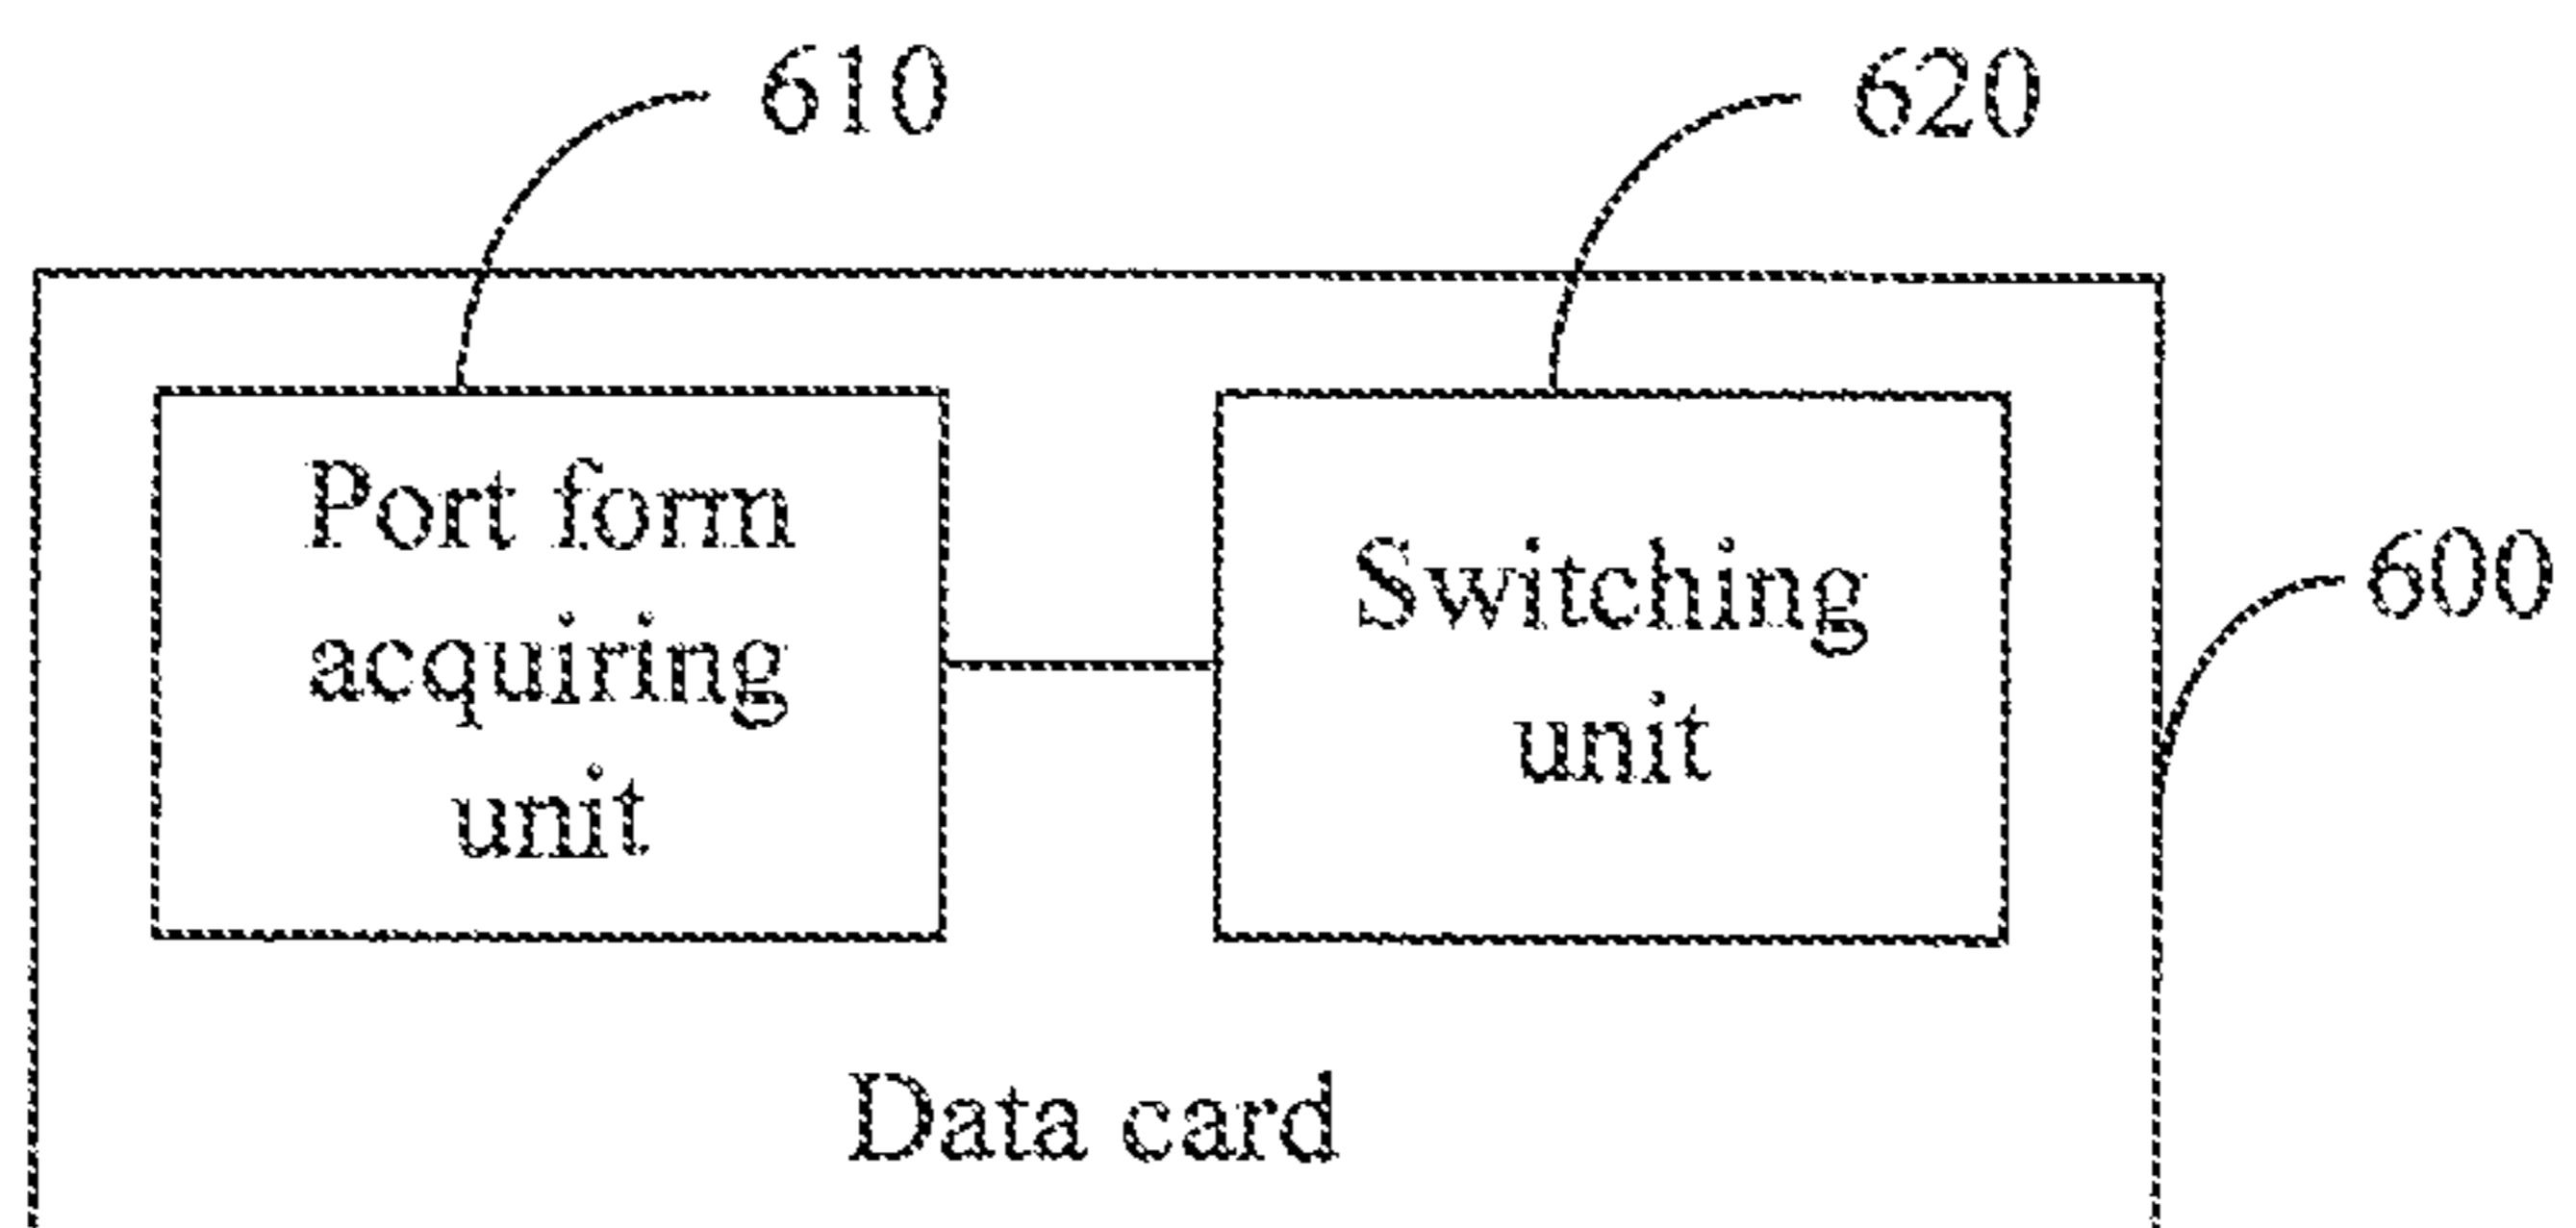 610
620
Port form
acquiring
unit
Switching
unit
600
Data card